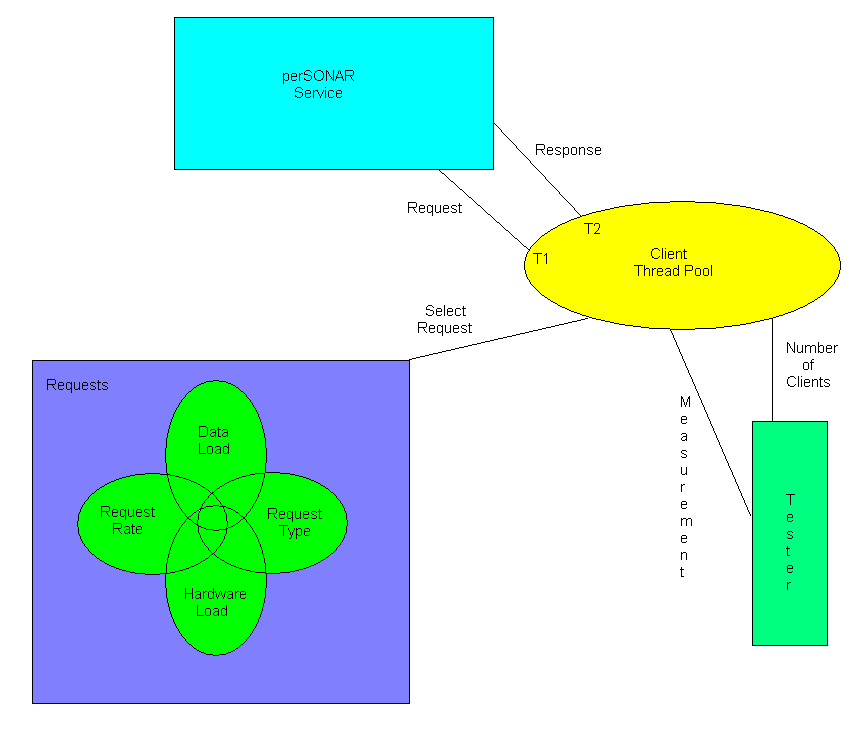 perSONAR
Service
Response
Request
T2
T1
Client
Thread Pool
Select
Request
Number
of
Clients
Requests
Measurement
Data
Load
Request
Rate
Request
Type
Tester
Hardware
Load